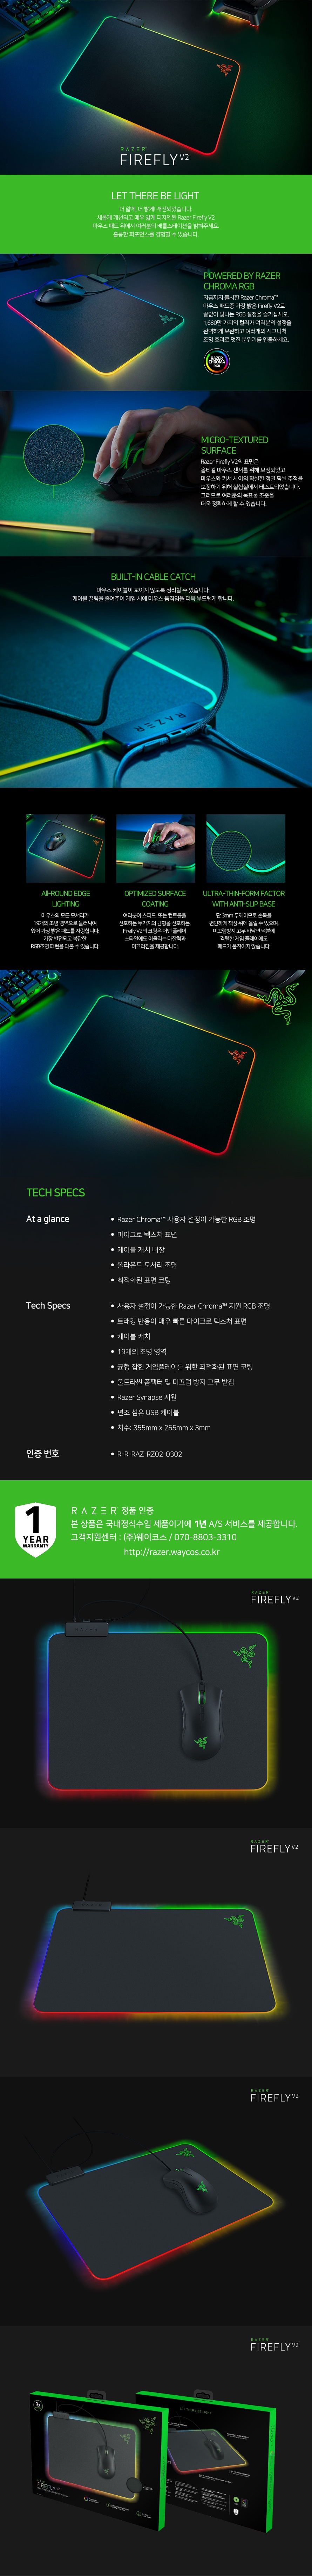 RAZER
FIREFLY V2
LET THERE BE LIGHT
더 얇게, 더 밝게! 개선되었습니다.
새롭게 개선되고 매우 얇게 디자인된 Razer Firefly V2
마우스 패드 위에서 여러분의 배틀스테이션을 밝혀주세요.
훌륭한 퍼포먼스를 경험할 수 있습니다.
POWERED BY RAZER
CHROMA RGB
지금까지 출시한 Razer Chroma™
마우스 패드중 가장 밝은 Firefly V2로
끝없이 빛나는 RGB 설정을 즐기십시오.
1,680만 가지의 컬러가 여러분의 설정을
완벽하게 보완하고 여러개의 시그니처
조명 효과로 멋진 분위기를 연출하세요.
RAZER
CHROMA
RGB
MICRO-TEXTURED
SURFACE
Razer Firefly V2의 표면은
옵티컬 마우스 센서를 위해 보정되었고
마우스와 커서 사이의 확실한 정밀 픽셀 추적을
보장하기 위해 실험실에서 테스트되었습니다.
그러므로 여러분의 목표물 조준을
더욱 정확하게 할 수 있습니다.
BUILT-IN CABLE CATCH
마우스 케이블이 꼬이지 않도록 정리할 수 있습니다.
케이블 끌림을 줄여주어 게임 시에 마우스 움직임을 더욱 부드럽게 합니다.
RAZER
All-ROUND EDGE
LIGHTING
마우스의 모든 모서리가
19개의 조명 영역으로 둘러싸여
있어 가장 밝은 패드를 자랑합니다.
가장 발전되고 복잡한
RGB조명 패턴을 다룰 수 있습니다.
OPTIMIZED SURFACE
COATING
여러분이 스피드 또는 컨트롤을
선호하든 두가지의 균형을 선호하든,
Firefly V2의 코팅은 어떤 플레이
스타일에도 어울리는 마찰력과
미끄러짐을 제공합니다.
ULTRA-THIN-FORM FACTOR
WITH ANTI-SLIP BASE
단 3mm 두께이므로 손목을
편안하게 책상 위에 올릴 수 있으며,
미끄럼방지 고무 바닥면 덕분에
격렬한 게임 플레이에도
패드가 움직이지 않습니다.
TECH SPECS
At a glance
• Razer Chroma™ 사용자 설정이 가능한 RGB 조명
• 마이크로 텍스처 표면
• 케이블 캐치 내장
• 올라운드 모서리 조명
• 최적화된 표면 코팅
Tech Specs
• 사용자 설정이 가능한 Razer Chroma™ 지원 RGB 조명
• 트래킹 반응이 매우 빠른 마이크로 텍스처 표면
• 케이블 캐치
• 19개의 조명 영역
• 균형 잡힌 게임플레이를 위한 최적화된 표면 코팅
• 울트라씬 폼팩터 및 미끄럼 방지 고무 받침
• Razer Synapse 지원
• 편조 섬유 USB 케이블
• 치수: 355mm x 255mm x 3mm
인증 번호
• R-R-RAZ-RZ02-0302
1
YEAR
WARRANTY
RAZER 정품 인증
본 상품은 국내정식수입 제품이기에 1년 A/S 서비스를 제공합니다.
고객지원센터 : (주)웨이코스 / 070-8803-3310
http://razer.waycos.co.kr
RAZER
FIREFLY V2
RAZER
RAZER
FIREFLY V2
RAZER
RAZER
FIREFLY V2
RAZER
FIREFLY V2
LET THERE BE LIGHT
FIREFLY V2